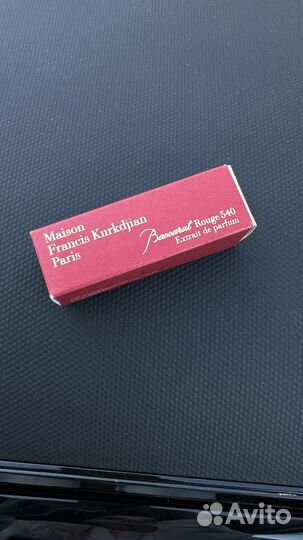 Maison
Francis Kurkdjian
Paris
Baccarat Rouge 540
Extrait de parfum
Avito